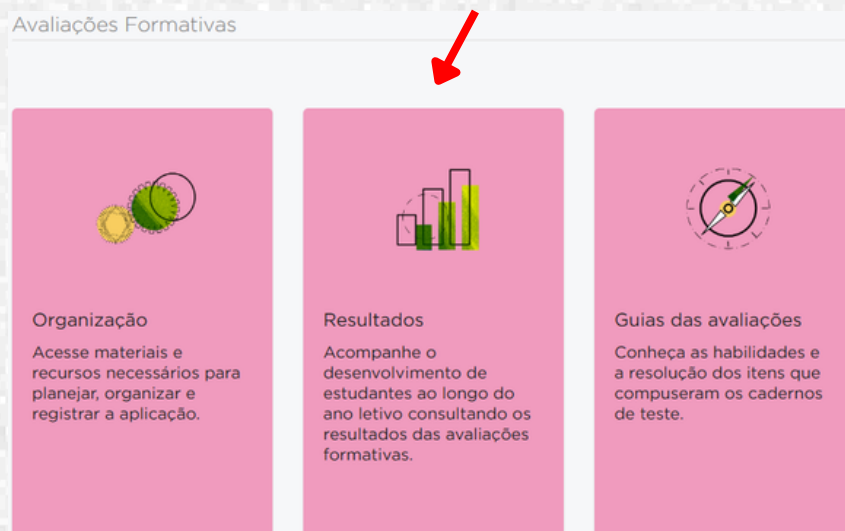 Avaliações Formativas
Organização
Acesse materiais e
recursos necessários para
planejar, organizar e
registrar a aplicação.
Resultados
Acompanhe o
desenvolvimento de
estudantes ao longo do
ano letivo consultando os
resultados das avaliações
formativas.
Guias das avaliações
Conheça as habilidades e
a resolução dos itens que
compuseram os cadernos
de teste.